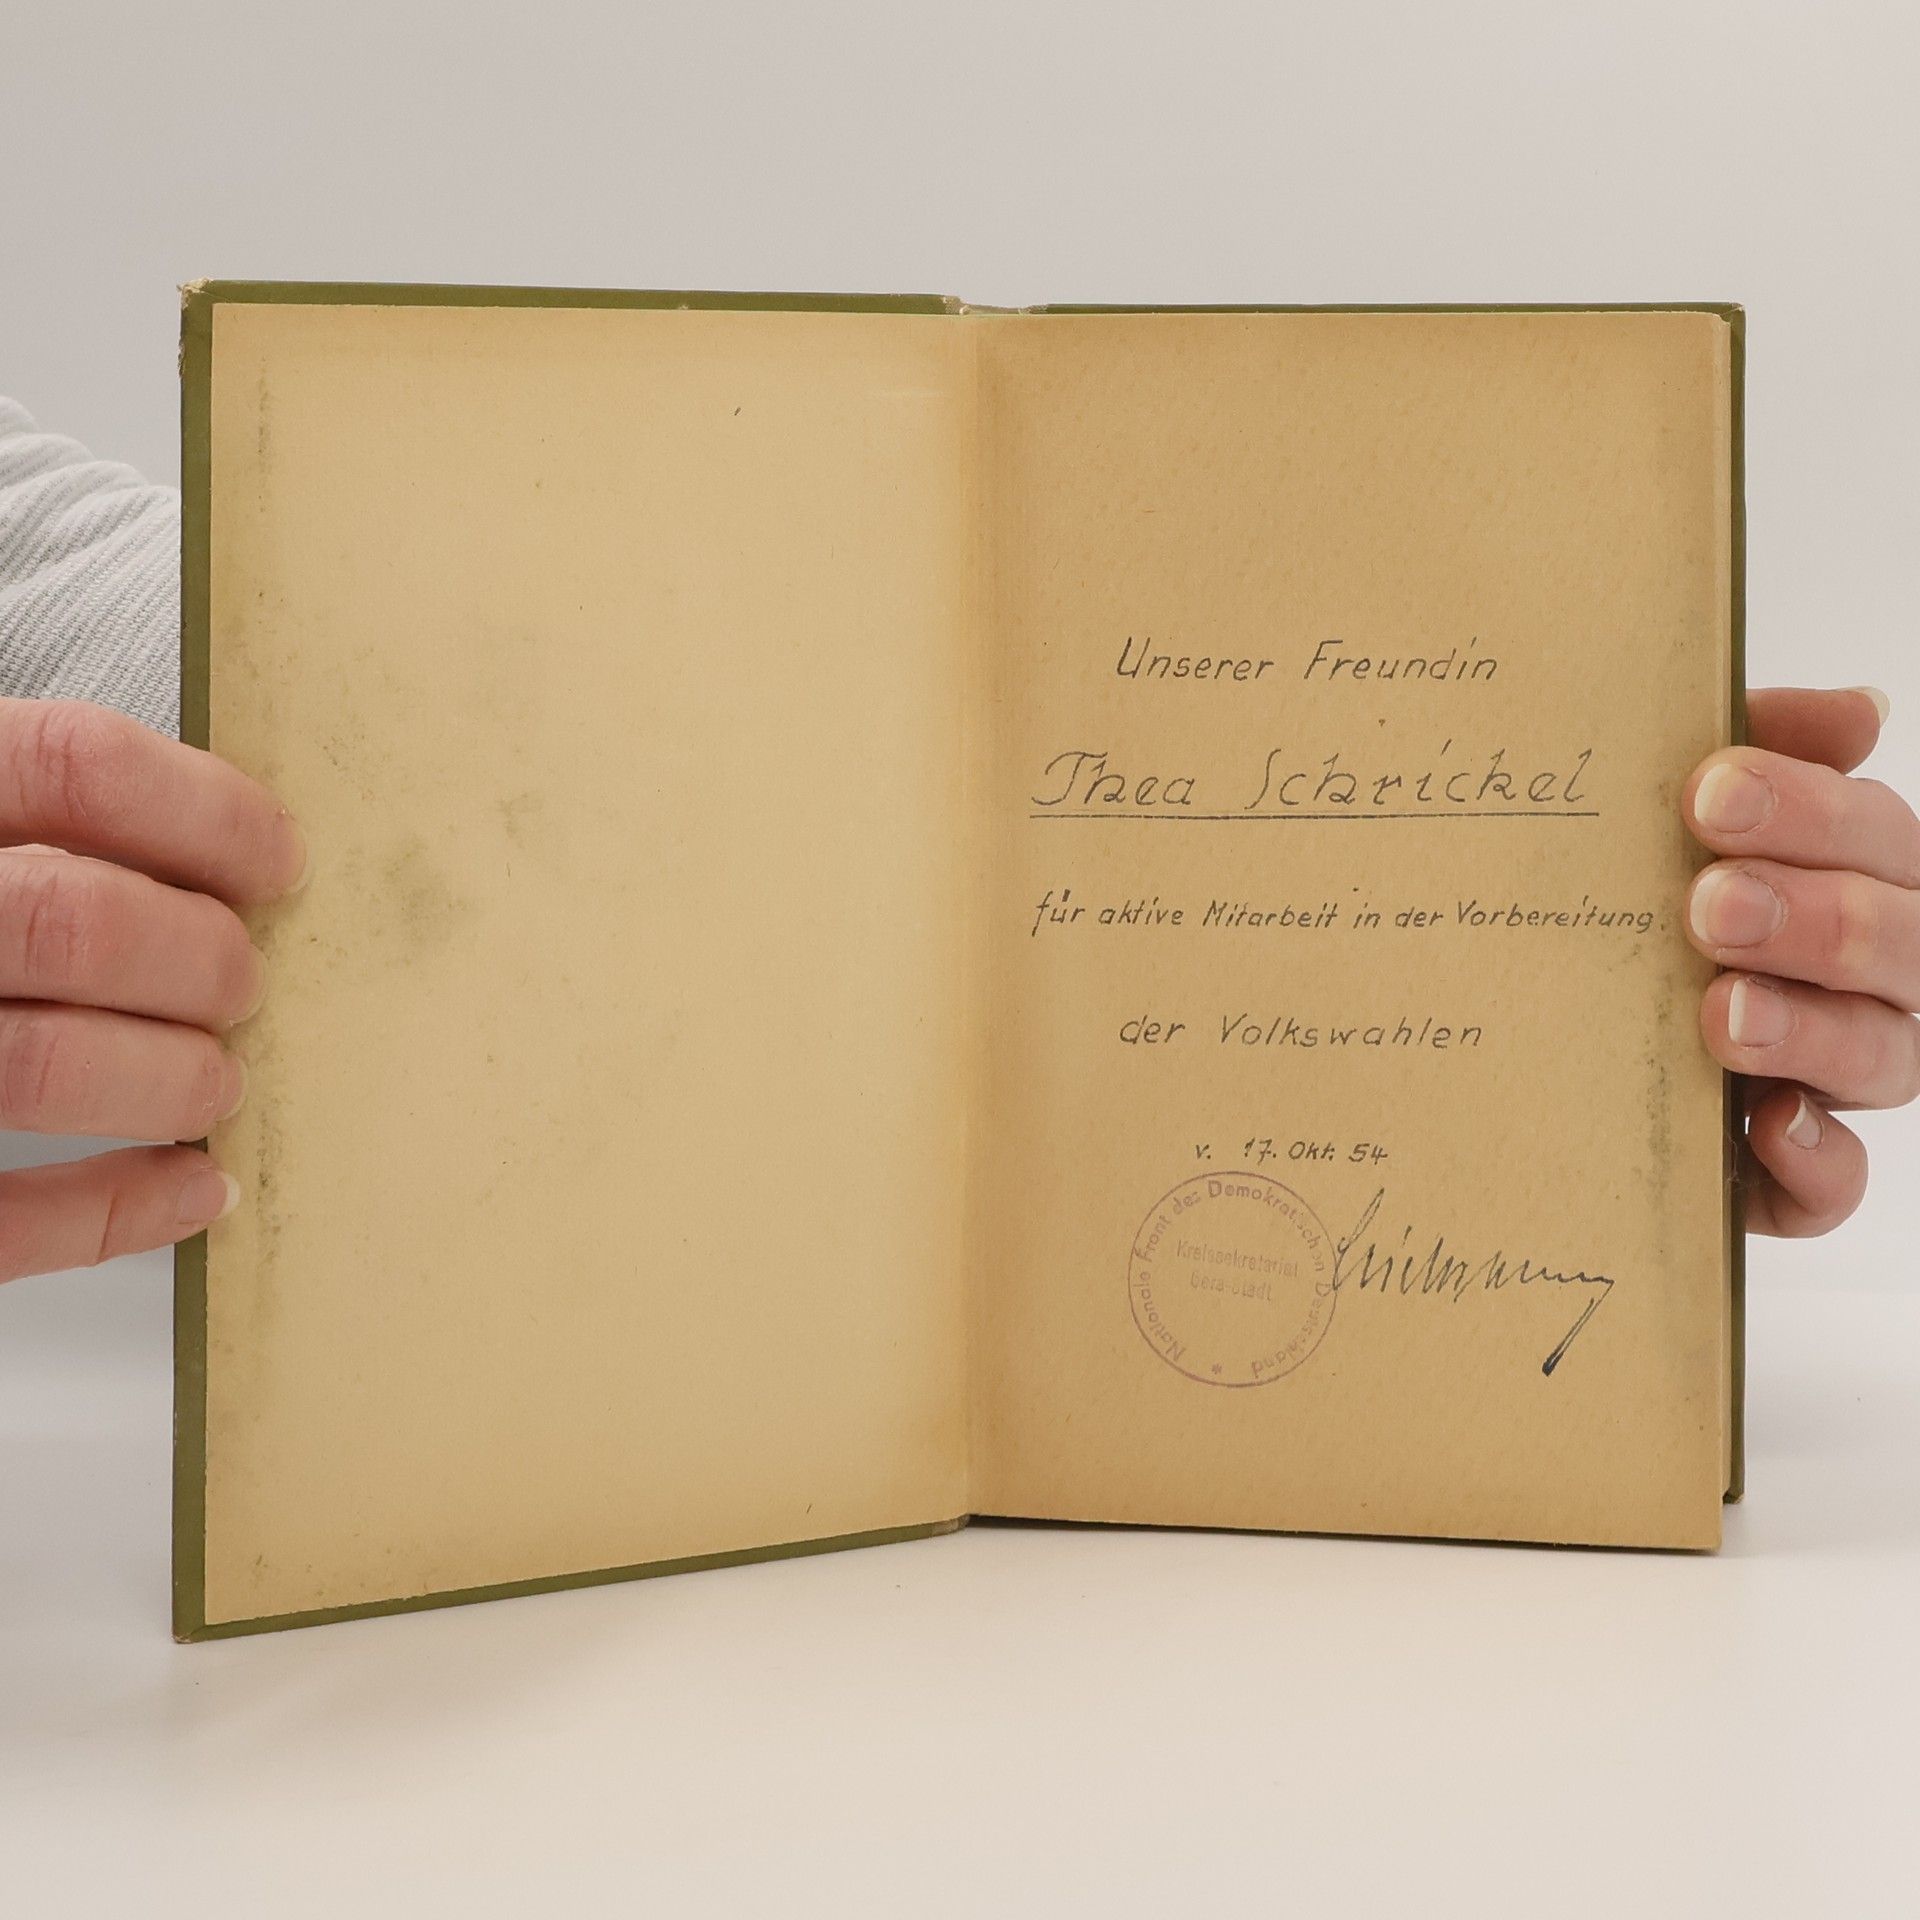 Unserer Freundin
Thea Schrickel
für aktive Mitarbeit in der Vorbereitung
der Volkswahlen
v. 17. Okt. 54
Nationale Front des Demokratischen Deutschland *
Kreissekretariat
Gera-Stadt